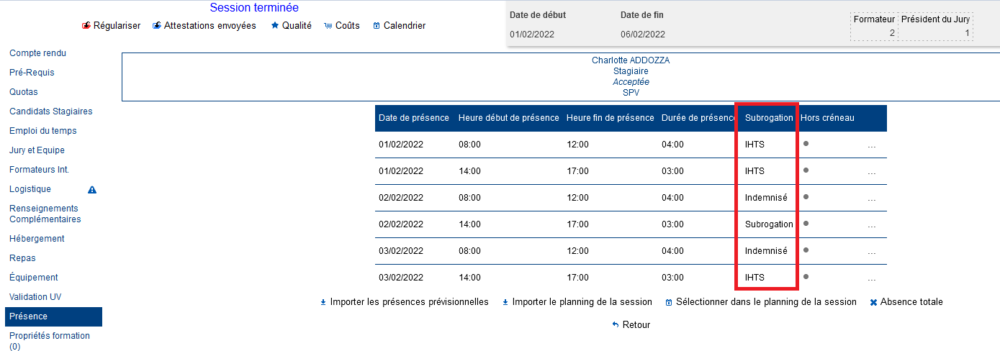 Session terminée
Régulariser Attestations envoyées Qualité Coûts Calendrier
Date de début Date de fin
01/02/2022 06/02/2022
Formateur Président du Jury
2 1
Compte rendu
Pré-Requis
Quotas
Candidats Stagiaires
Emploi du temps
Jury et Equipe
Formateurs Int.
Logistique
Renseignements
Complémentaires
Hébergement
Repas
Équipement
Validation UV
Présence
Propriétés formation
(0)
Charlotte ADDOZZA
Stagiaire
Acceptée
SPV
Date de présence Heure début de présence Heure fin de présence Durée de présence Subrogation Hors créneau
01/02/2022 08:00 12:00 04:00 IHTS ...
01/02/2022 14:00 17:00 03:00 IHTS ...
02/02/2022 08:00 12:00 04:00 Indemnisé ...
02/02/2022 14:00 17:00 03:00 Subrogation ...
03/02/2022 08:00 12:00 04:00 Indemnisé ...
03/02/2022 14:00 17:00 03:00 IHTS ...
Importer les présences prévisionnelles Importer le planning de la session Sélectionner dans le planning de la session Absence totale
Retour